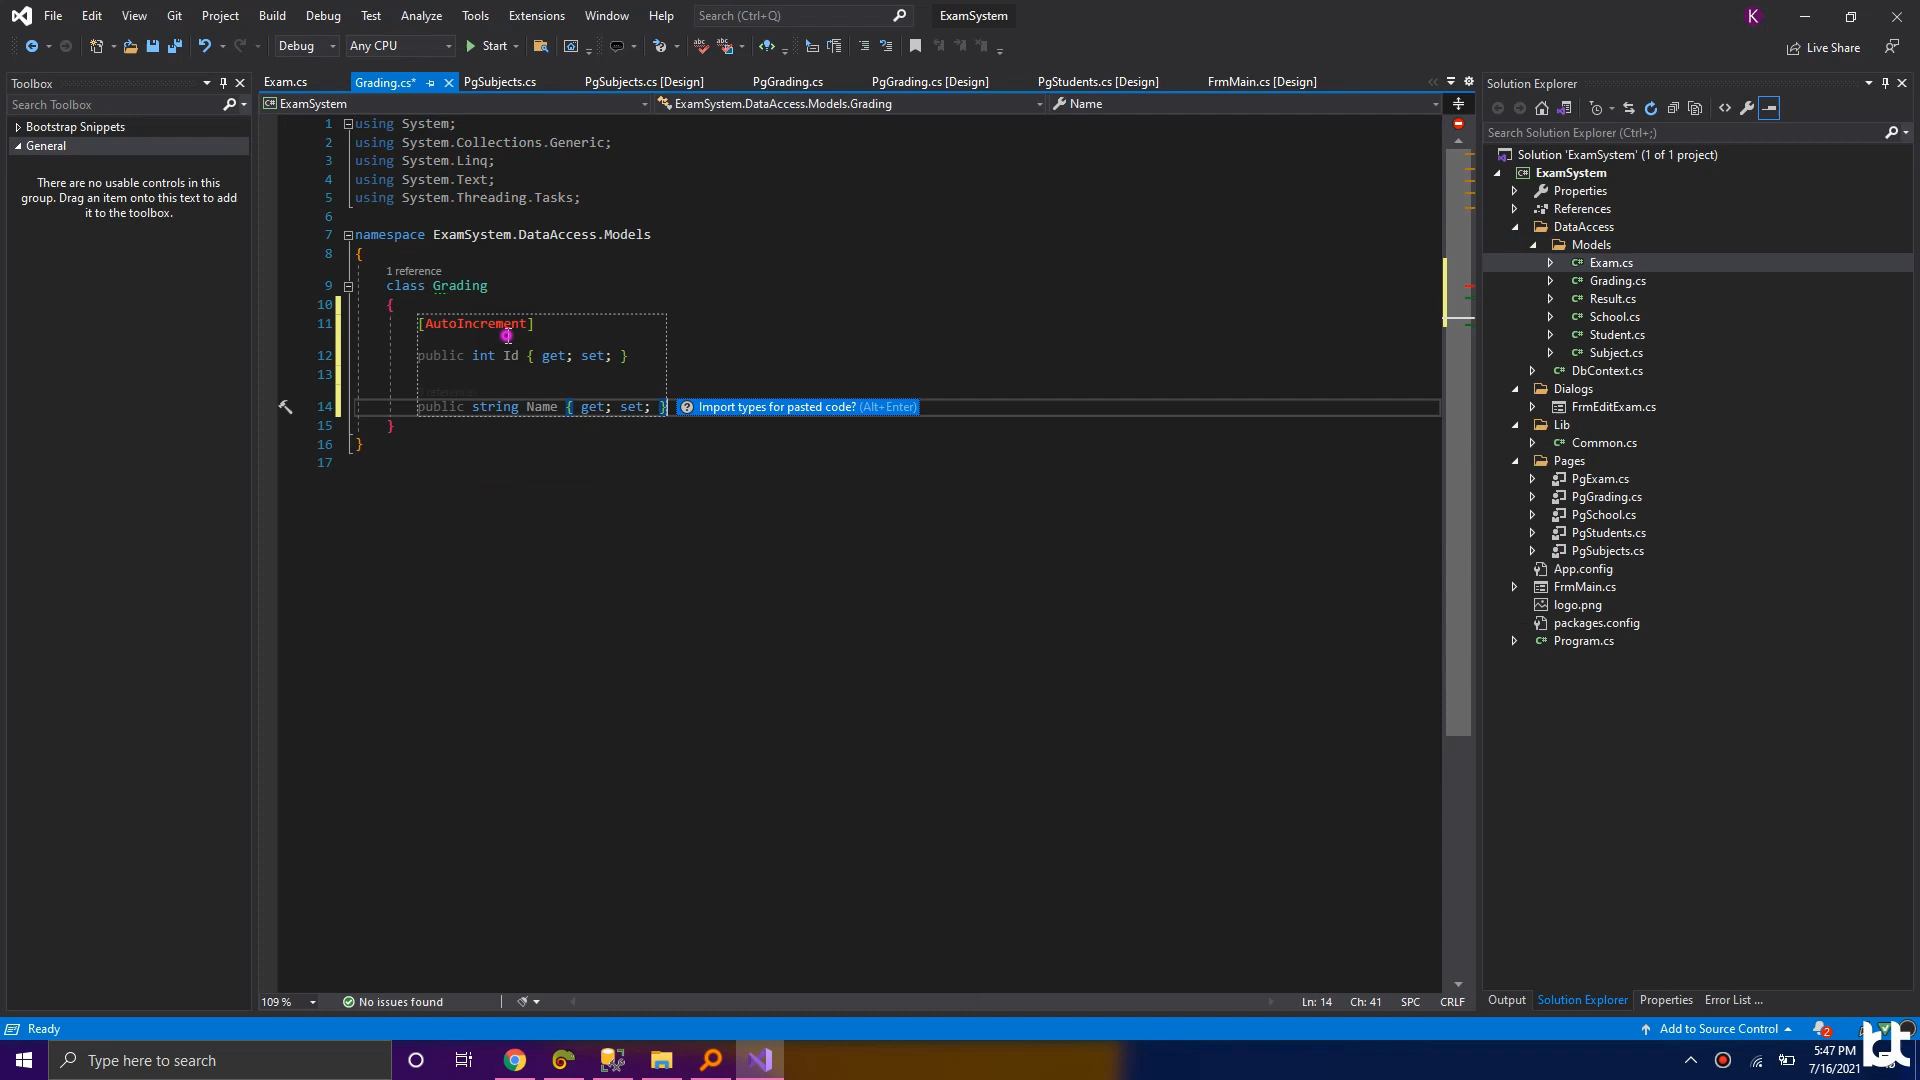 File Edit View Git Project Build Debug Test Analyze Tools Extensions Window Help Search (Ctrl+Q) ExamSystem K
Debug Any CPU Start Live Share
Toolbox
Search Toolbox
Bootstrap Snippets
General
There are no usable controls in this
group. Drag an item onto this text to add
it to the toolbox.
Exam.cs Grading.cs* PgSubjects.cs PgSubjects.cs [Design] PgGrading.cs PgGrading.cs [Design] PgStudents.cs [Design] FrmMain.cs [Design]
ExamSystem ExamSystem.DataAccess.Models.Grading Name
1 using System;
2 using System.Collections.Generic;
3 using System.Linq;
4 using System.Text;
5 using System.Threading.Tasks;
6
7 namespace ExamSystem.DataAccess.Models
8 {
1 reference
9 class Grading
10 {
11 [AutoIncrement]
12 public int Id { get; set; }
13
14 public string Name { get; set; } Import types for pasted code? (Alt+Enter)
15 }
16 }
17
109 % No issues found Ln: 14 Ch: 41 SPC CRLF
Solution Explorer
Search Solution Explorer (Ctrl+;)
Solution 'ExamSystem' (1 of 1 project)
ExamSystem
Properties
References
DataAccess
Models
Exam.cs
Grading.cs
Result.cs
School.cs
Student.cs
Subject.cs
DbContext.cs
Dialogs
FrmEditExam.cs
Lib
Common.cs
Pages
PgExam.cs
PgGrading.cs
PgSchool.cs
PgStudents.cs
PgSubjects.cs
App.config
FrmMain.cs
logo.png
packages.config
Program.cs
Output Solution Explorer Properties Error List ...
Ready Add to Source Control 2
Type here to search
5:47 PM
7/16/2021